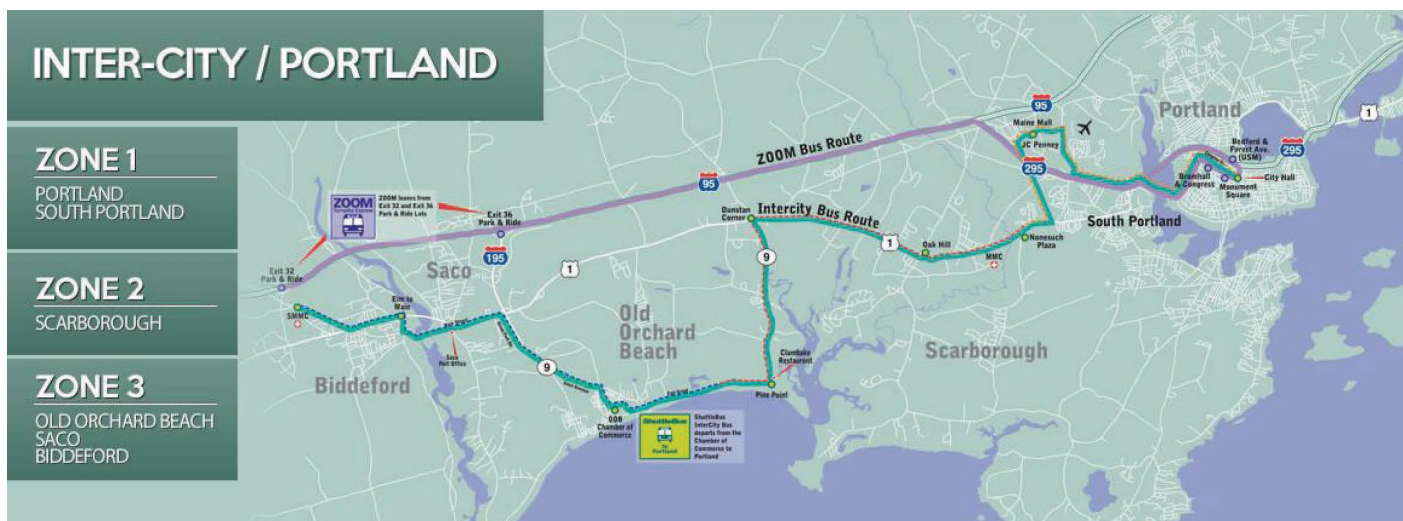 INTER-CITY / PORTLAND
ZONE 1
PORTLAND
SOUTH PORTLAND
ZONE 2
SCARBOROUGH
ZONE 3
OLD ORCHARD BEACH
SACO
BIDDEFORD
95
Portland
1
Maine Mall
JC Penney
Bedford &
Forest Ave.
(USM)
295
ZOOM Bus Route
295
Bramhall
& Congress
City Hall
Monument
Square
95
ZOOM
ZOOM leaves from
Exit 32 and Exit 36
Park & Ride Lots
Exit 36
Park & Ride
Dunstan
Corner
Intercity Bus Route
South Portland
Nonesuch
Plaza
1
Oak Hill
MMC
195
1
9
Saco
Exit 32
Park & Ride
SMMC
Elm to
Main
Old
Orchard
Beach
Saco
Post Office
Scarborough
Clambake
Restaurant
9
Biddeford
Pine Point
OOB
Chamber of
Commerce
ShuttleBus
to
Portland
ShuttleBus
InterCity Bus
departs from the
Chamber of
Commerce to
Portland